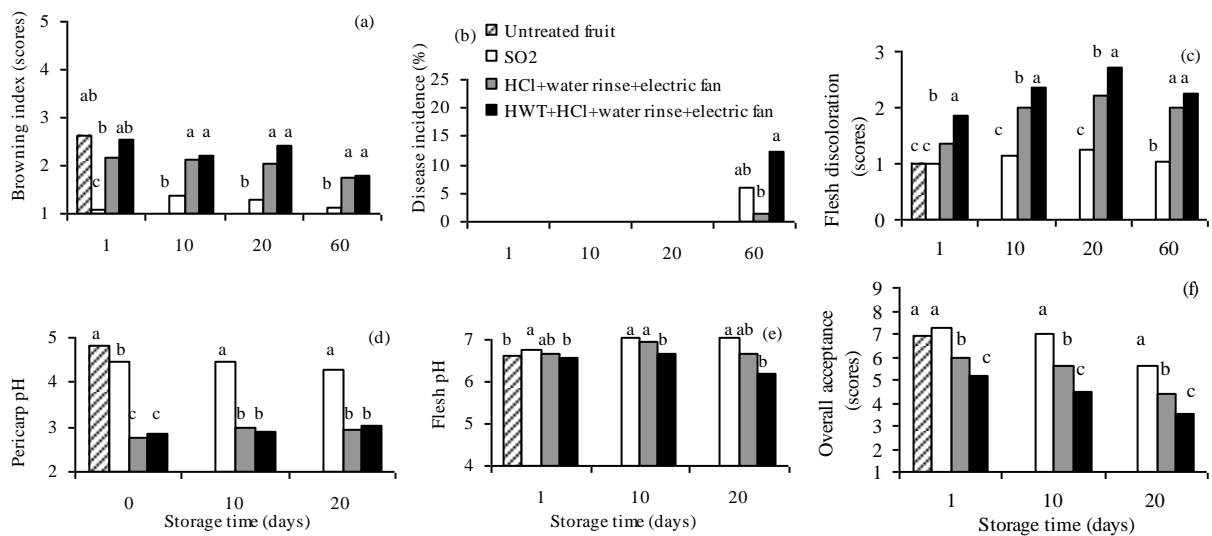 Browning index (scores)
5
4
3
2
1
(a)
ab
b
ab
c
b
a a
b
a a
b
a a
1 10 20 60
Disease incidence (%)
25
20
15
10
5
0
(b)
Untreated fruit
SO2
HCl+water rinse+electric fan
HWT+HCl+water rinse+electric fan
ab
b
a
1 10 20 60
Flesh discoloration
(scores)
3
2
1
0
(c)
c c
b
a
c
b
a
c
b
a
b
a a
1 10 20 60
Pericarp pH
5
4
3
2
(d)
a
b
c c
a
b b
a
b b
0 10 20
Storage time (days)
Flesh pH
7
6
5
4
(e)
b
a
ab b
a a
b
a ab
b
1 10 20
Storage time (days)
Overall acceptance
(scores)
9
8
7
6
5
4
3
2
1
(f)
a a
b
c
a
b
c
a
b
c
1 10 20
Storage time (days)